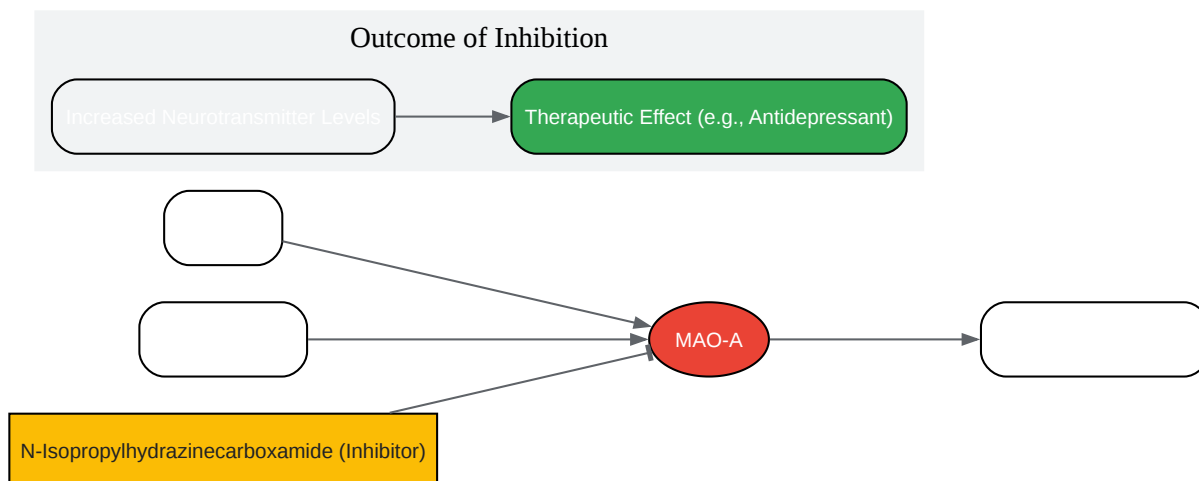 Outcome of Inhibition
Increased Neurotransmitter Levels
Therapeutic Effect (e.g., Antidepressant)
MAO-A
N-Isopropylhydrazinecarboxamide (Inhibitor)